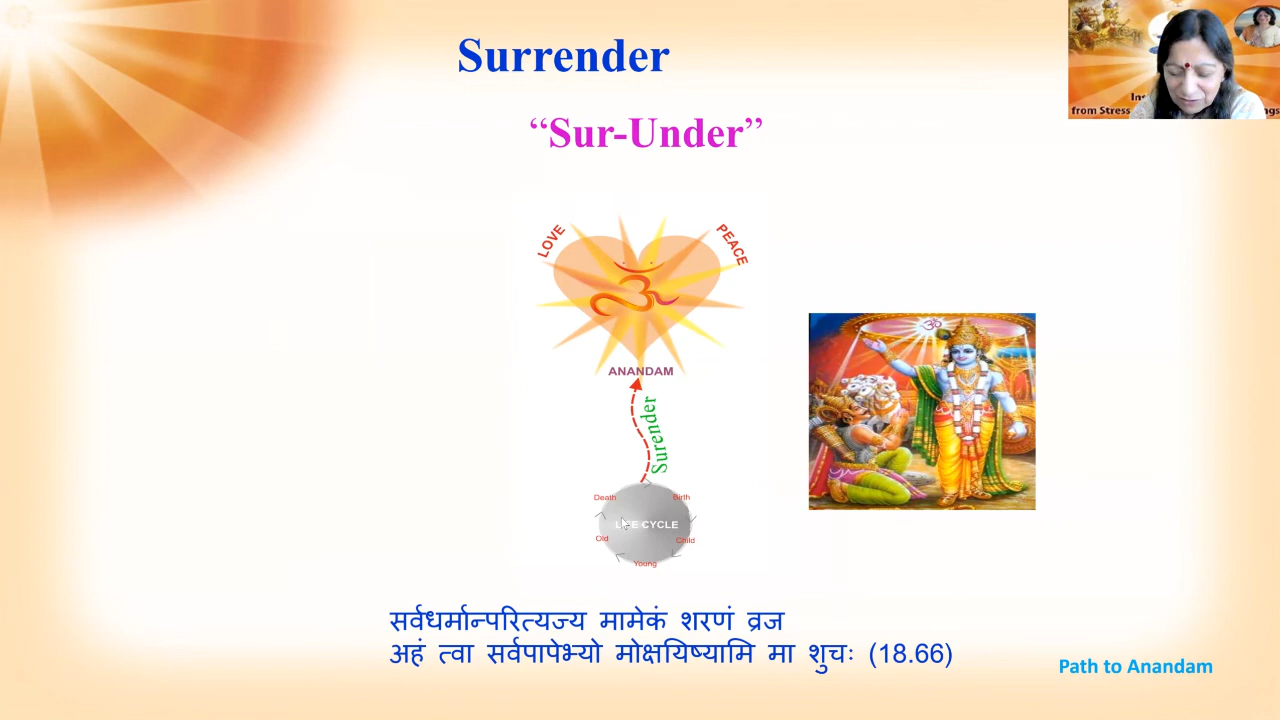 Surrender
“Sur-Under”
LOVE
PEACE
ANANDAM
Surender
Death
Birth
LIFE CYCLE
Old
Child
Young
सर्वधर्मान्परित्यज्य मामेकं शरणं व्रज
अहं त्वा सर्वपापेभ्यो मोक्षयिष्यामि मा शुचः (18.66)
Path to Anandam
from Stress